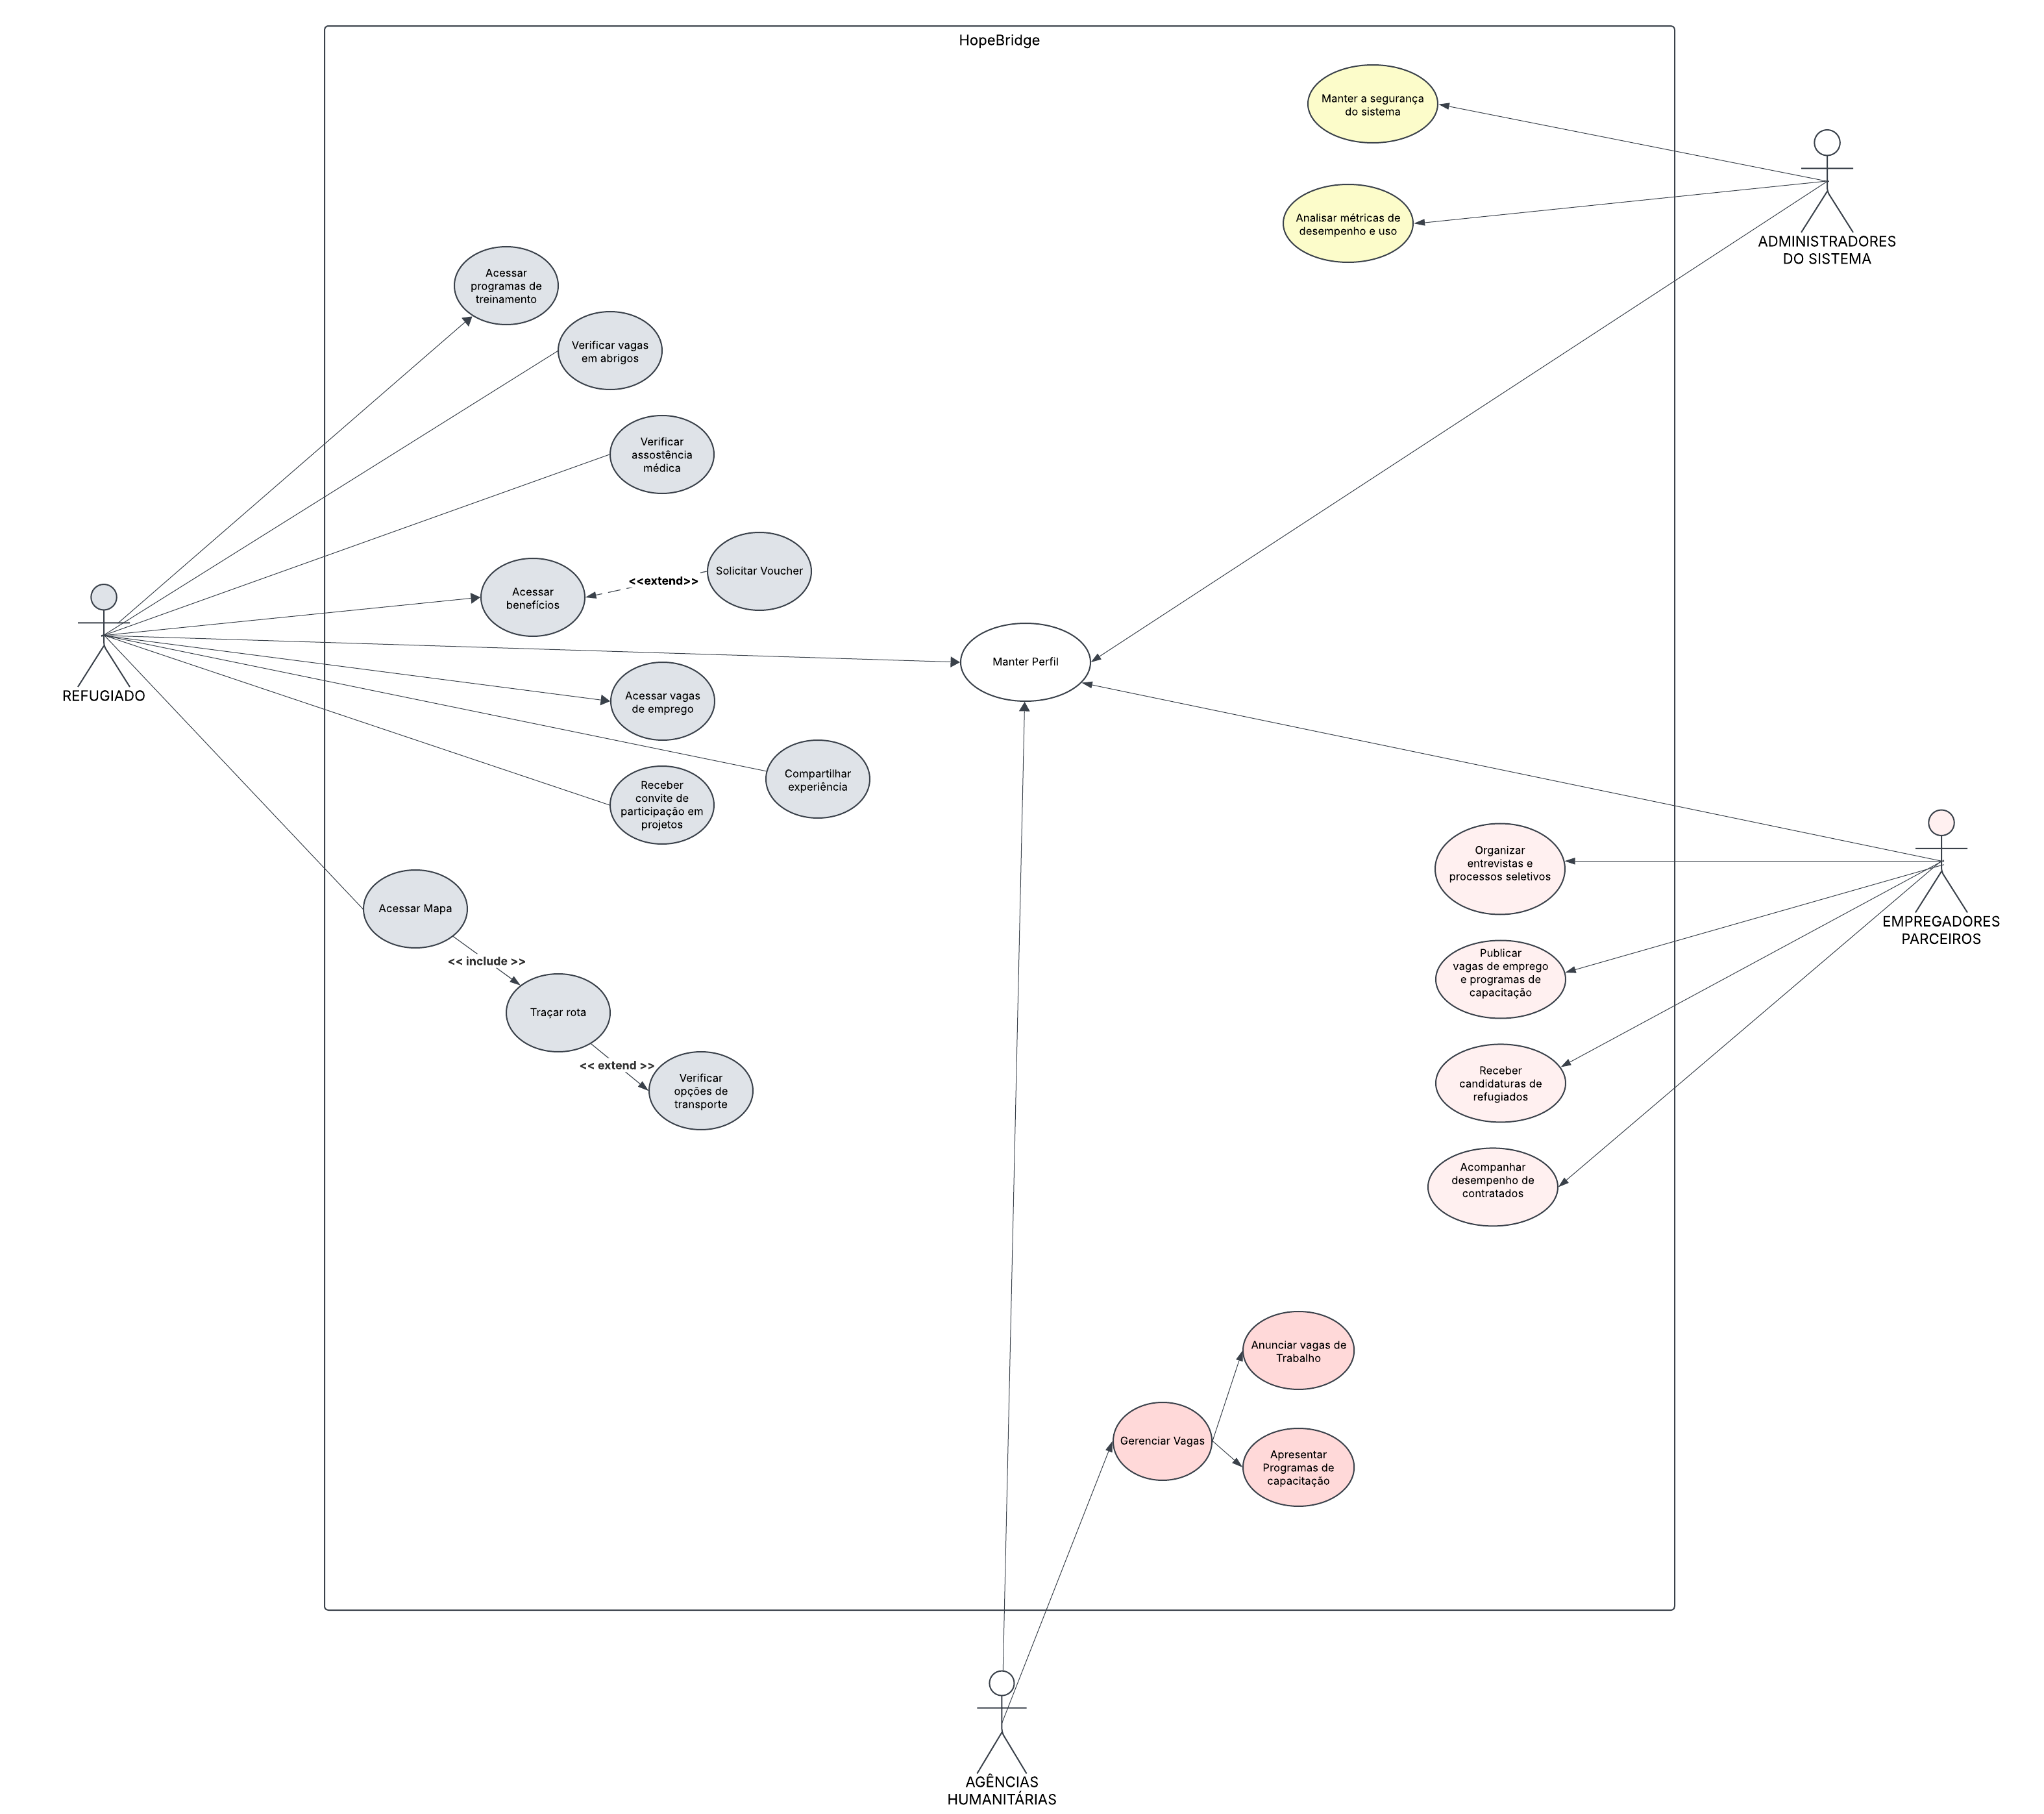 HopeBridge
Manter a segurança
do sistema
Analisar métricas de
desempenho e uso
ADMINISTRADORES
DO SISTEMA
Acessar
programas de
treinamento
Verificar vagas
em abrigos
Verificar
assostência
médica
Acessar
benefícios
<<extend>>
Solicitar Voucher
REFUGIADO
Manter Perfil
Acessar vagas
de emprego
Compartilhar
experiência
Receber
convite de
participação em
projetos
Acessar Mapa
<< include >>
Traçar rota
<< extend >>
Verificar
opções de
transporte
Organizar
entrevistas e
processos seletivos
EMPREGADORES
PARCEIROS
Publicar
vagas de emprego
e programas de
capacitação
Receber
candidaturas de
refugiados
Acompanhar
desempenho de
contratados
Anunciar vagas de
Trabalho
Gerenciar Vagas
Apresentar
Programas de
capacitação
AGÊNCIAS
HUMANITÁRIAS